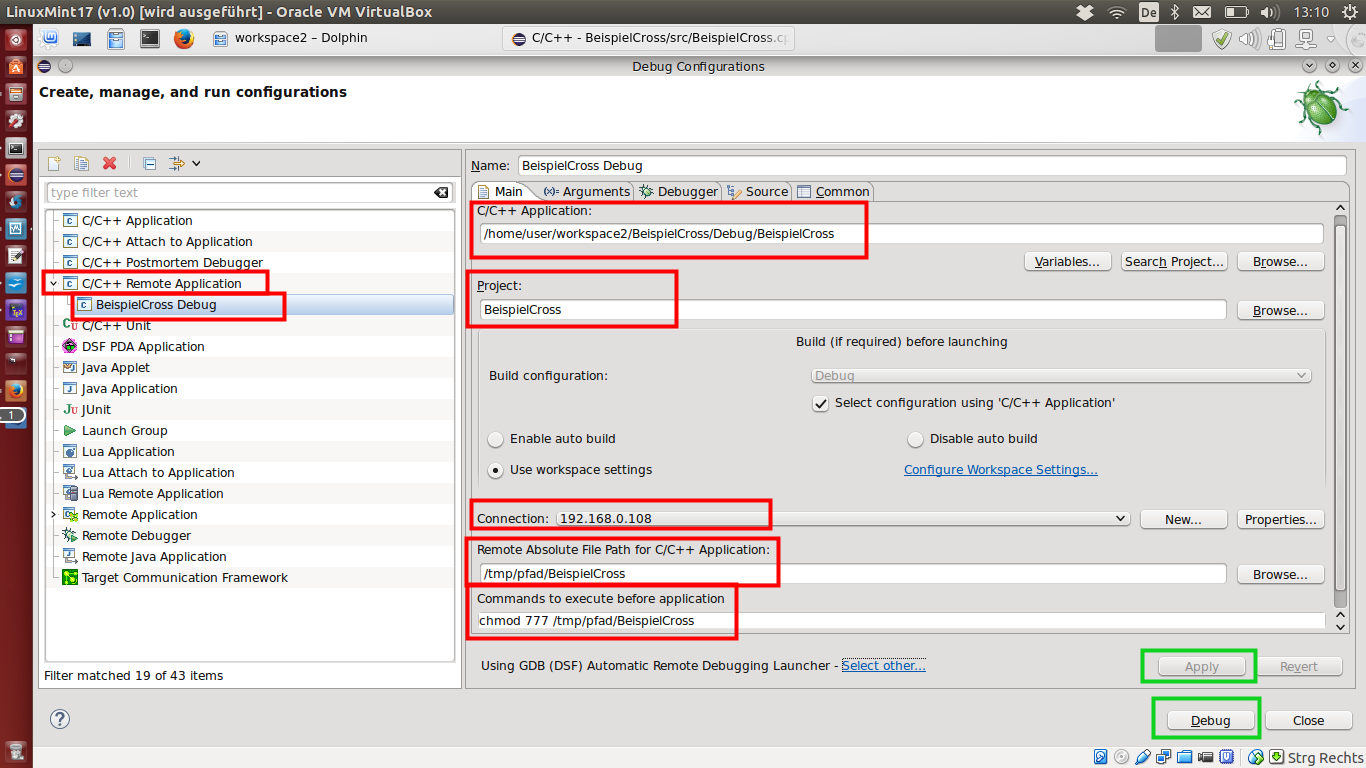 LinuxMint17 (v1.0) [wird ausgeführt] - Oracle VM VirtualBox
De
13:10
workspace2 – Dolphin
C/C++ - BeispielCross/src/BeispielCross.cp
Debug Configurations
Create, manage, and run configurations
type filter text
C/C++ Application
C/C++ Attach to Application
C/C++ Postmortem Debugger
C/C++ Remote Application
BeispielCross Debug
C/C++ Unit
DSF PDA Application
Java Applet
Java Application
JUnit
Launch Group
Lua Application
Lua Attach to Application
Lua Remote Application
Remote Application
Remote Debugger
Remote Java Application
Target Communication Framework
Filter matched 19 of 43 items
1
Name: BeispielCross Debug
Main
(x)= Arguments
Debugger
Source
Common
C/C++ Application:
/home/user/workspace2/BeispielCross/Debug/BeispielCross
Variables...
Search Project...
Browse...
Project:
BeispielCross
Browse...
Build (if required) before launching
Build configuration:
Debug
Select configuration using 'C/C++ Application'
Enable auto build
Disable auto build
Use workspace settings
Configure Workspace Settings...
Connection: 192.168.0.108
New...
Properties...
Remote Absolute File Path for C/C++ Application:
/tmp/pfad/BeispielCross
Browse...
Commands to execute before application
chmod 777 /tmp/pfad/BeispielCross
Using GDB (DSF) Automatic Remote Debugging Launcher - Select other...
Apply
Revert
?
Debug
Close
Strg Rechts